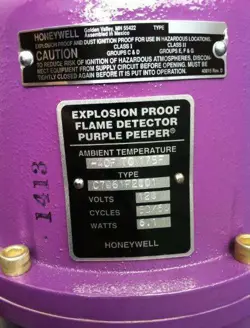 Golden Valley, MN 55422 TYPE
HONEYWELL Assembled in Mexico
EXPLOSION PROOF AND DUST IGNITION PROOF FOR USE IN HAZARDOUS LOCATIONS,
CLASS I CLASS II
CAUTION GROUPS C & D GROUPS E, F & G
TO REDUCE RISK OF IGNITION OF HAZARDOUS ATMOSPHERES, DISCON-
NECT EQUIPMENT FROM SUPPLY CIRCUIT BEFORE OPENING. MUST BE
TIGHTLY CLOSED AGAIN BEFORE IT IS PUT INTO OPERATION.
EXPLOSION PROOF
FLAME DETECTOR
PURPLE PEEPER®
AMBIENT TEMPERATURE
TYPE
C7061F2001
VOLTS 120
CYCLES
WATTS
HONEYWELL
1413